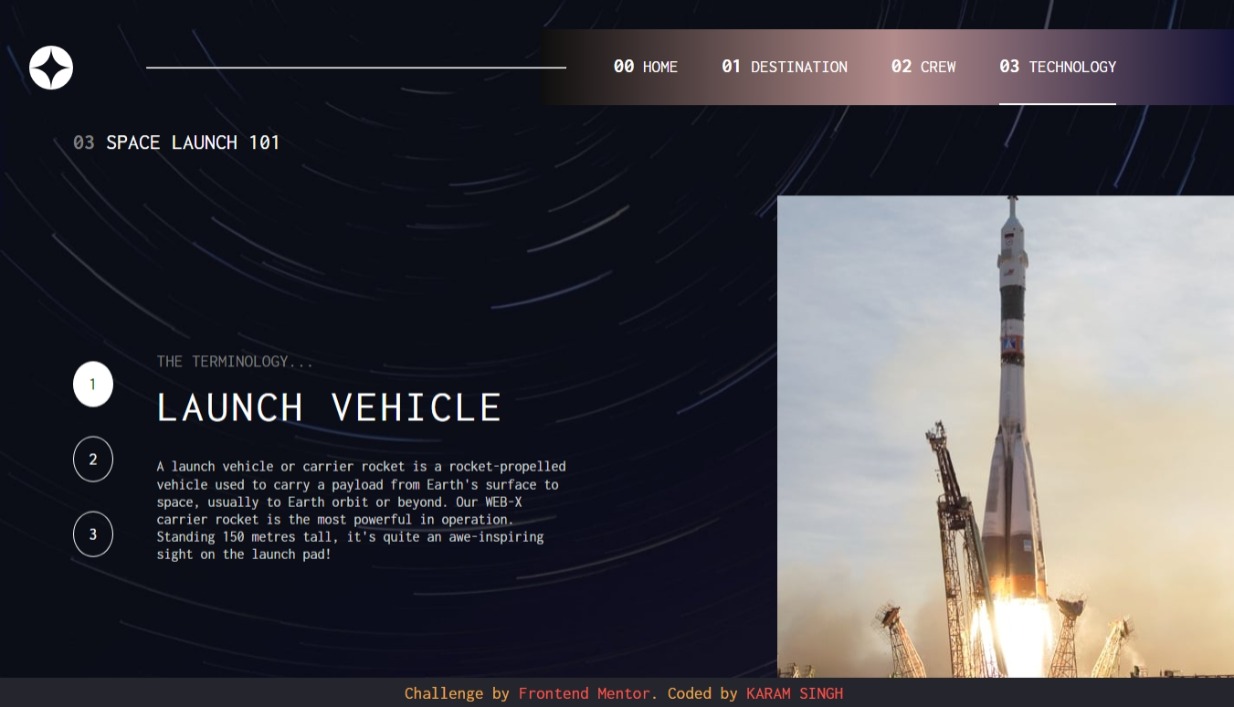 00 HOME 01 DESTINATION 02 CREW 03 TECHNOLOGY
03 SPACE LAUNCH 101
THE TERMINOLOGY...
1
LAUNCH VEHICLE
2
A launch vehicle or carrier rocket is a rocket-propelled
vehicle used to carry a payload from Earth's surface to
space, usually to Earth orbit or beyond. Our WEB-X
carrier rocket is the most powerful in operation.
Standing 150 metres tall, it's quite an awe-inspiring
sight on the launch pad!
3
Challenge by Frontend Mentor. Coded by KARAM SINGH